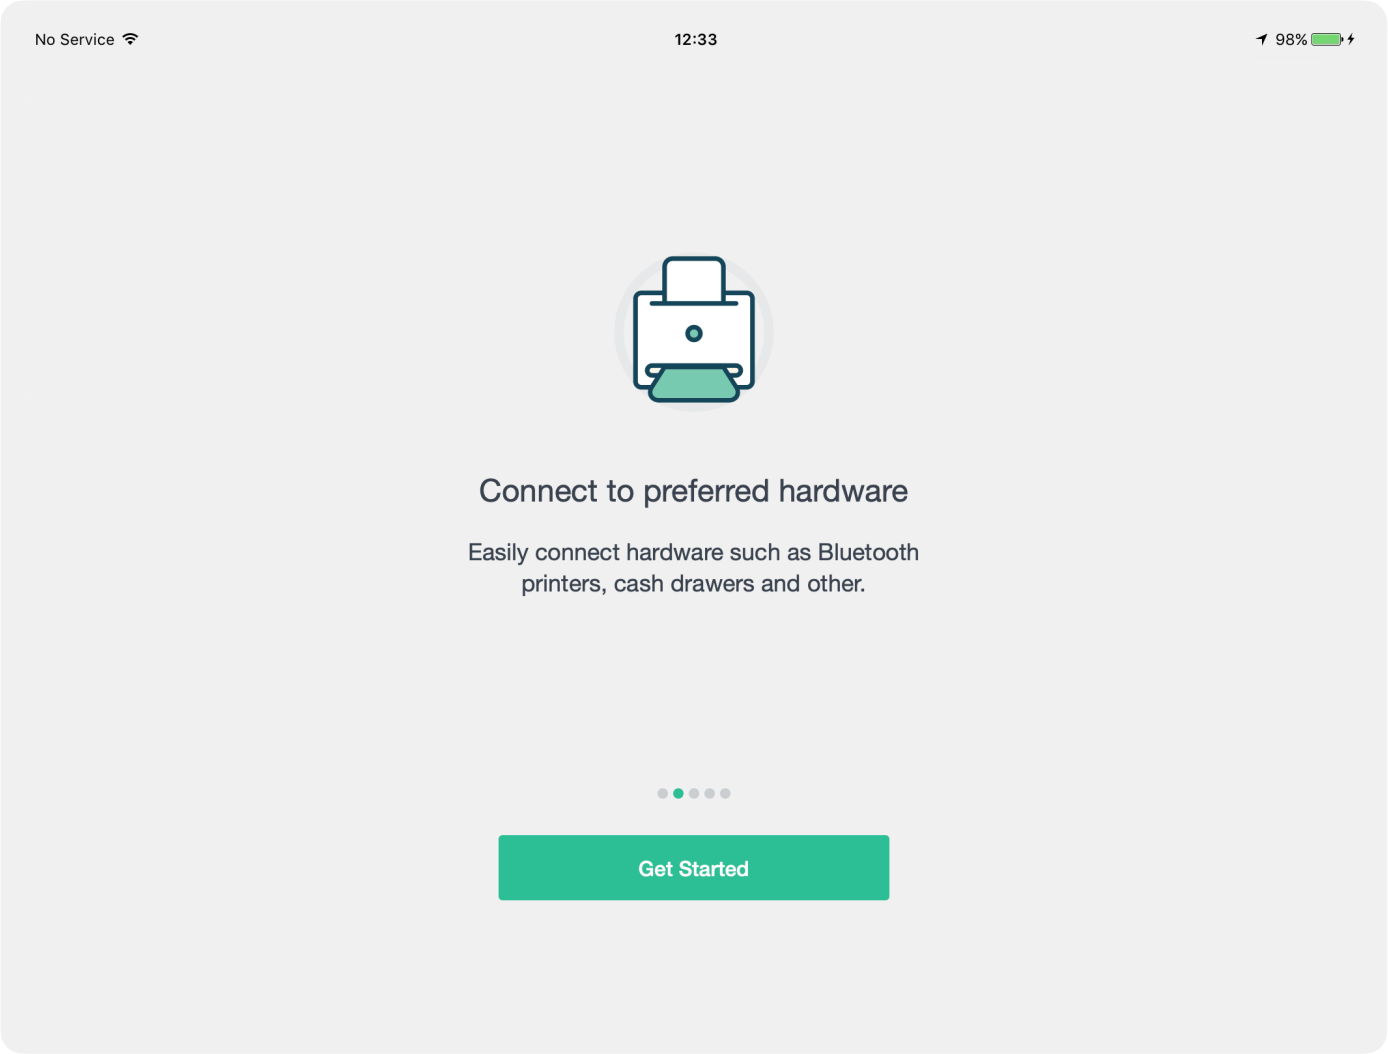 No Service
12:33
98%
Connect to preferred hardware
Easily connect hardware such as Bluetooth
printers, cash drawers and other.
Get Started